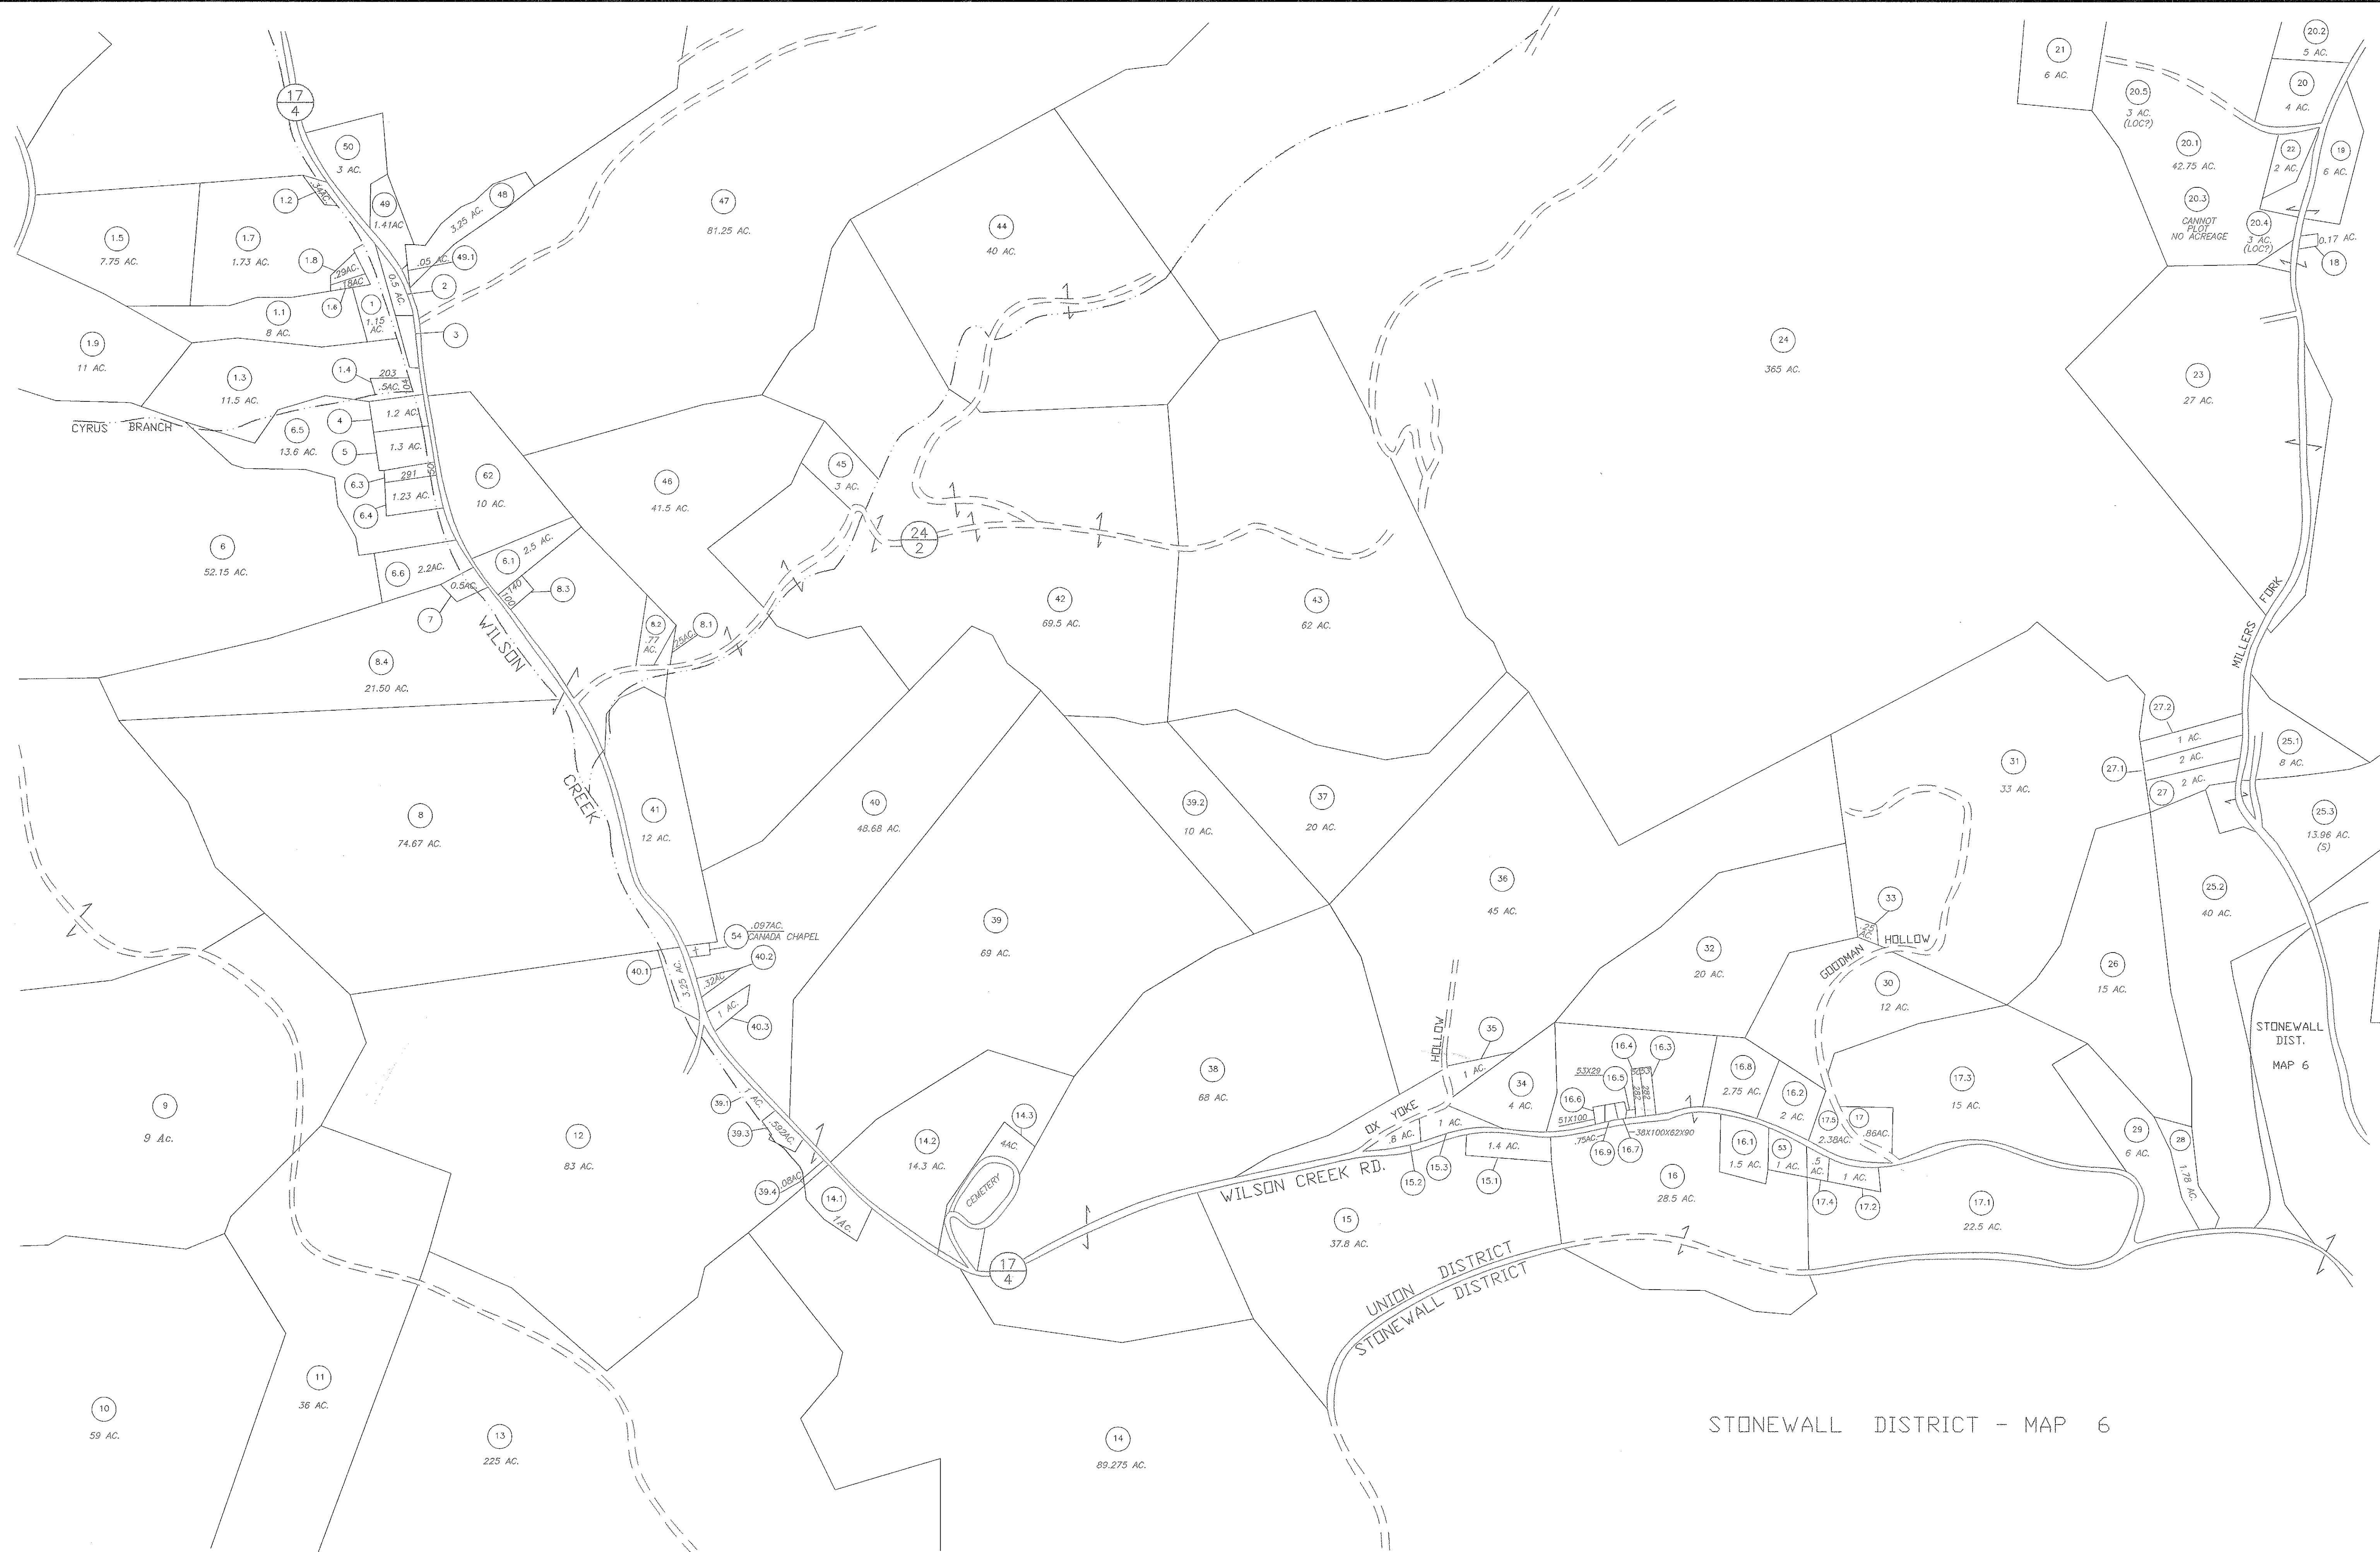 17
4
50
3 AC.
1.2
.34AC.
49
1.41AC
48
3.25 AC.
1.5
7.75 AC.
1.7
1.73 AC.
1.8
.29AC.
1.6
.18AC
.05 AC.
49.1
0.5 AC.
2
1
1.15
AC.
3
1.1
8 AC.
1.9
11 AC.
1.3
11.5 AC.
1.4
203
.5AC.
CYRUS BRANCH
4
1.2 AC.
5
1.3 AC.
6.5
13.6 AC.
6.3
291
50
6.4
1.23 AC.
62
10 AC.
6
52.15 AC.
6.6
2.2AC.
6.1
2.5 AC.
7
0.5AC.
140
100
8.3
WILSON
CREEK
8.2
.77
AC.
8.1
.25AC.
8.4
21.50 AC.
8
74.67 AC.
41
12 AC.
47
81.25 AC.
44
40 AC.
46
41.5 AC.
45
3 AC.
24
2
42
69.5 AC.
43
62 AC.
24
365 AC.
21
6 AC.
20.2
5 AC.
20
4 AC.
20.5
3 AC.
(LOC?)
20.1
42.75 AC.
22
2 AC.
19
6 AC.
20.3
CANNOT
PLOT
NO ACREAGE
20.4
3 AC.
(LOC?)
0.17 AC.
18
23
27 AC.
MILLERS FORK
27.2
1 AC.
27.1
2 AC.
27
2 AC.
25.1
8 AC.
25.3
13.96 AC.
(S)
25.2
40 AC.
31
33 AC.
40
48.68 AC.
39.2
10 AC.
37
20 AC.
36
45 AC.
39
69 AC.
54
.097AC.
CANADA CHAPEL
40.1
3.25 AC.
40.2
.32AC
1 AC.
40.3
32
20 AC.
33
GOODMAN HOLLOW
30
12 AC.
26
15 AC.
STONEWALL
DIST.
MAP 6
9
9 Ac.
12
83 AC.
39.1
1 AC.
39.3
.592AC.
39.4
.08AC.
14.1
1 Ac.
14.2
14.3 AC.
14.3
4AC.
CEMETERY
38
68 AC.
OX YOKE HOLLOW
35
1 AC.
34
4 AC.
.8 AC.
15.2
1 AC.
15.3
1.4 AC.
15.1
16.4
16.3
53X29
16.5
282
282
16.6
51X100
.75AC.
38X100X62X90
16.9
16.7
16.8
2.75 AC.
16.2
2 AC.
16.1
1.5 AC.
53
1 AC.
16
28.5 AC.
17.5
2.38AC.
17
.86AC.
.5
AC.
17.4
1 AC.
17.2
17.3
15 AC.
29
6 AC.
28
1.78 AC.
17.1
22.5 AC.
WILSON CREEK RD.
17
4
15
37.8 AC.
UNION DISTRICT
STONEWALL DISTRICT
10
59 AC.
11
36 AC.
13
225 AC.
14
89.275 AC.
STONEWALL DISTRICT - MAP 6